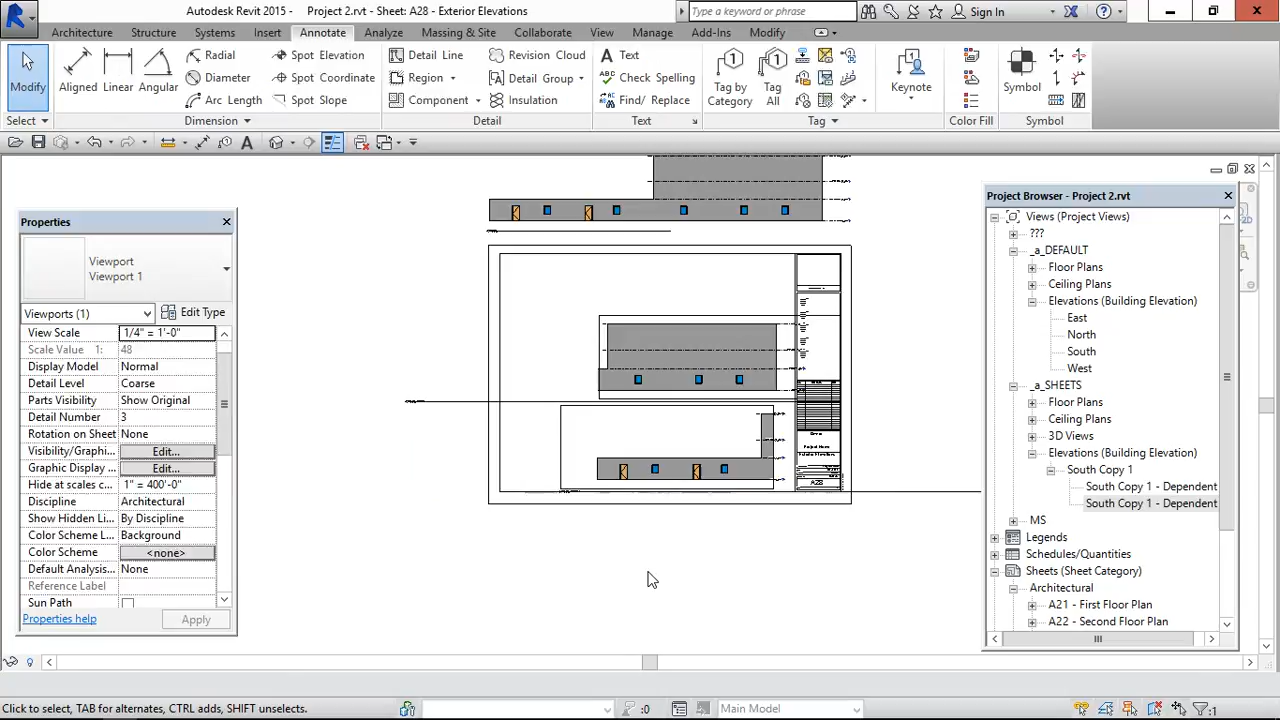 Autodesk Revit 2015 - Project 2.rvt - Sheet: A28 - Exterior Elevations
Type a keyword or phrase
Sign In
Architecture Structure Systems Insert Annotate Analyze Massing & Site Collaborate View Manage Add-Ins Modify
Modify
Select
Aligned Linear Angular
Radial
Diameter
Arc Length
Spot Elevation
Spot Coordinate
Spot Slope
Dimension
Detail Line
Region
Component
Revision Cloud
Detail Group
Insulation
Detail
Text
Check Spelling
Find/ Replace
Text
Tag by Category
Tag All
Tag
Keynote
Color Fill
Symbol
Symbol
Properties
Viewport
Viewport 1
Viewports (1)
Edit Type
View Scale 1/4" = 1'-0"
Scale Value 1: 48
Display Model Normal
Detail Level Coarse
Parts Visibility Show Original
Detail Number 3
Rotation on Sheet None
Visibility/Graphi... Edit...
Graphic Display ... Edit...
Hide at scales c... 1" = 400'-0"
Discipline Architectural
Show Hidden Li... By Discipline
Color Scheme L... Background
Color Scheme <none>
Default Analysis... None
Reference Label
Sun Path
Properties help
Apply
A28
Project Browser - Project 2.rvt
Views (Project Views)
???
_a_DEFAULT
Floor Plans
Ceiling Plans
Elevations (Building Elevation)
East
North
South
West
_a_SHEETS
Floor Plans
Ceiling Plans
3D Views
Elevations (Building Elevation)
South Copy 1
South Copy 1 - Dependent
South Copy 1 - Dependent
MS
Legends
Schedules/Quantities
Sheets (Sheet Category)
Architectural
A21 - First Floor Plan
A22 - Second Floor Plan
Click to select, TAB for alternates, CTRL adds, SHIFT unselects.
:0
Main Model
:1